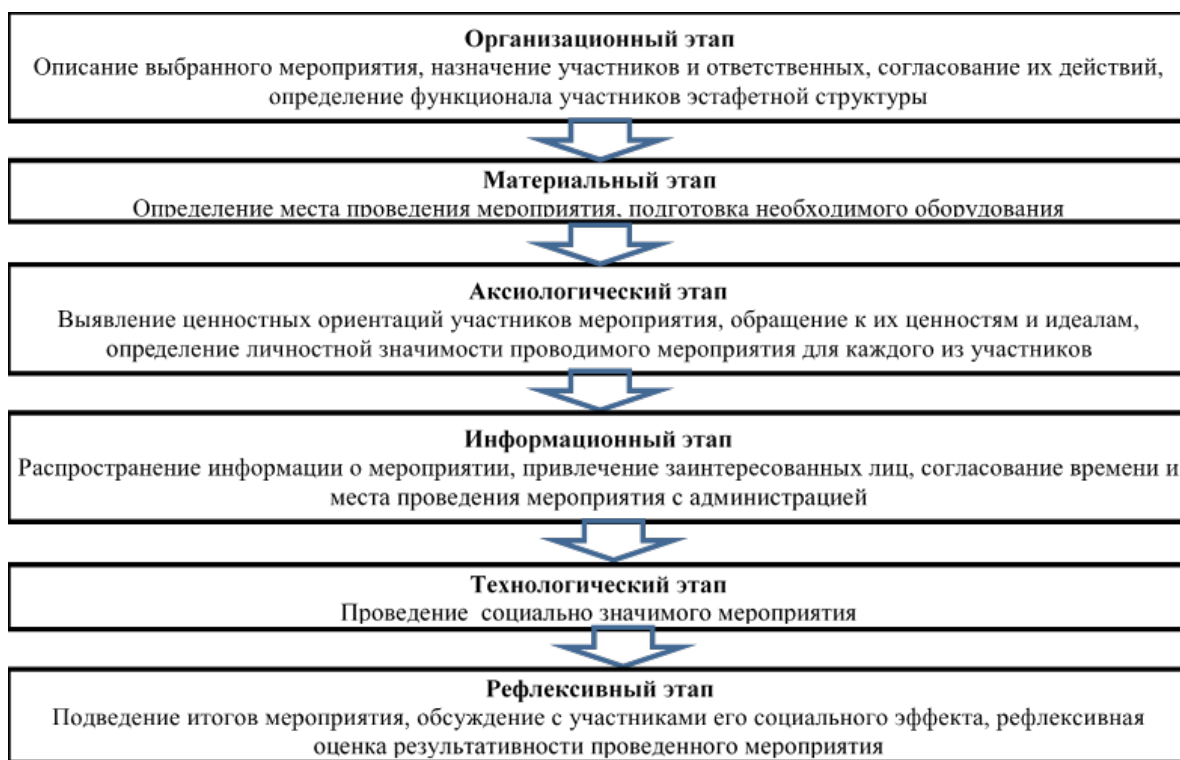 Организационный этап
Описание выбранного мероприятия, назначение участников и ответственных, согласование их действий,
определение функционала участников эстафетной структуры
Материальный этап
Определение места проведения мероприятия, подготовка необходимого оборудования
Аксиологический этап
Выявление ценностных ориентаций участников мероприятия, обращение к их ценностям и идеалам,
определение личностной значимости проводимого мероприятия для каждого из участников
Информационный этап
Распространение информации о мероприятии, привлечение заинтересованных лиц, согласование времени и
места проведения мероприятия с администрацией
Технологический этап
Проведение социально значимого мероприятия
Рефлексивный этап
Подведение итогов мероприятия, обсуждение с участниками его социального эффекта, рефлексивная
оценка результативности проведенного мероприятия